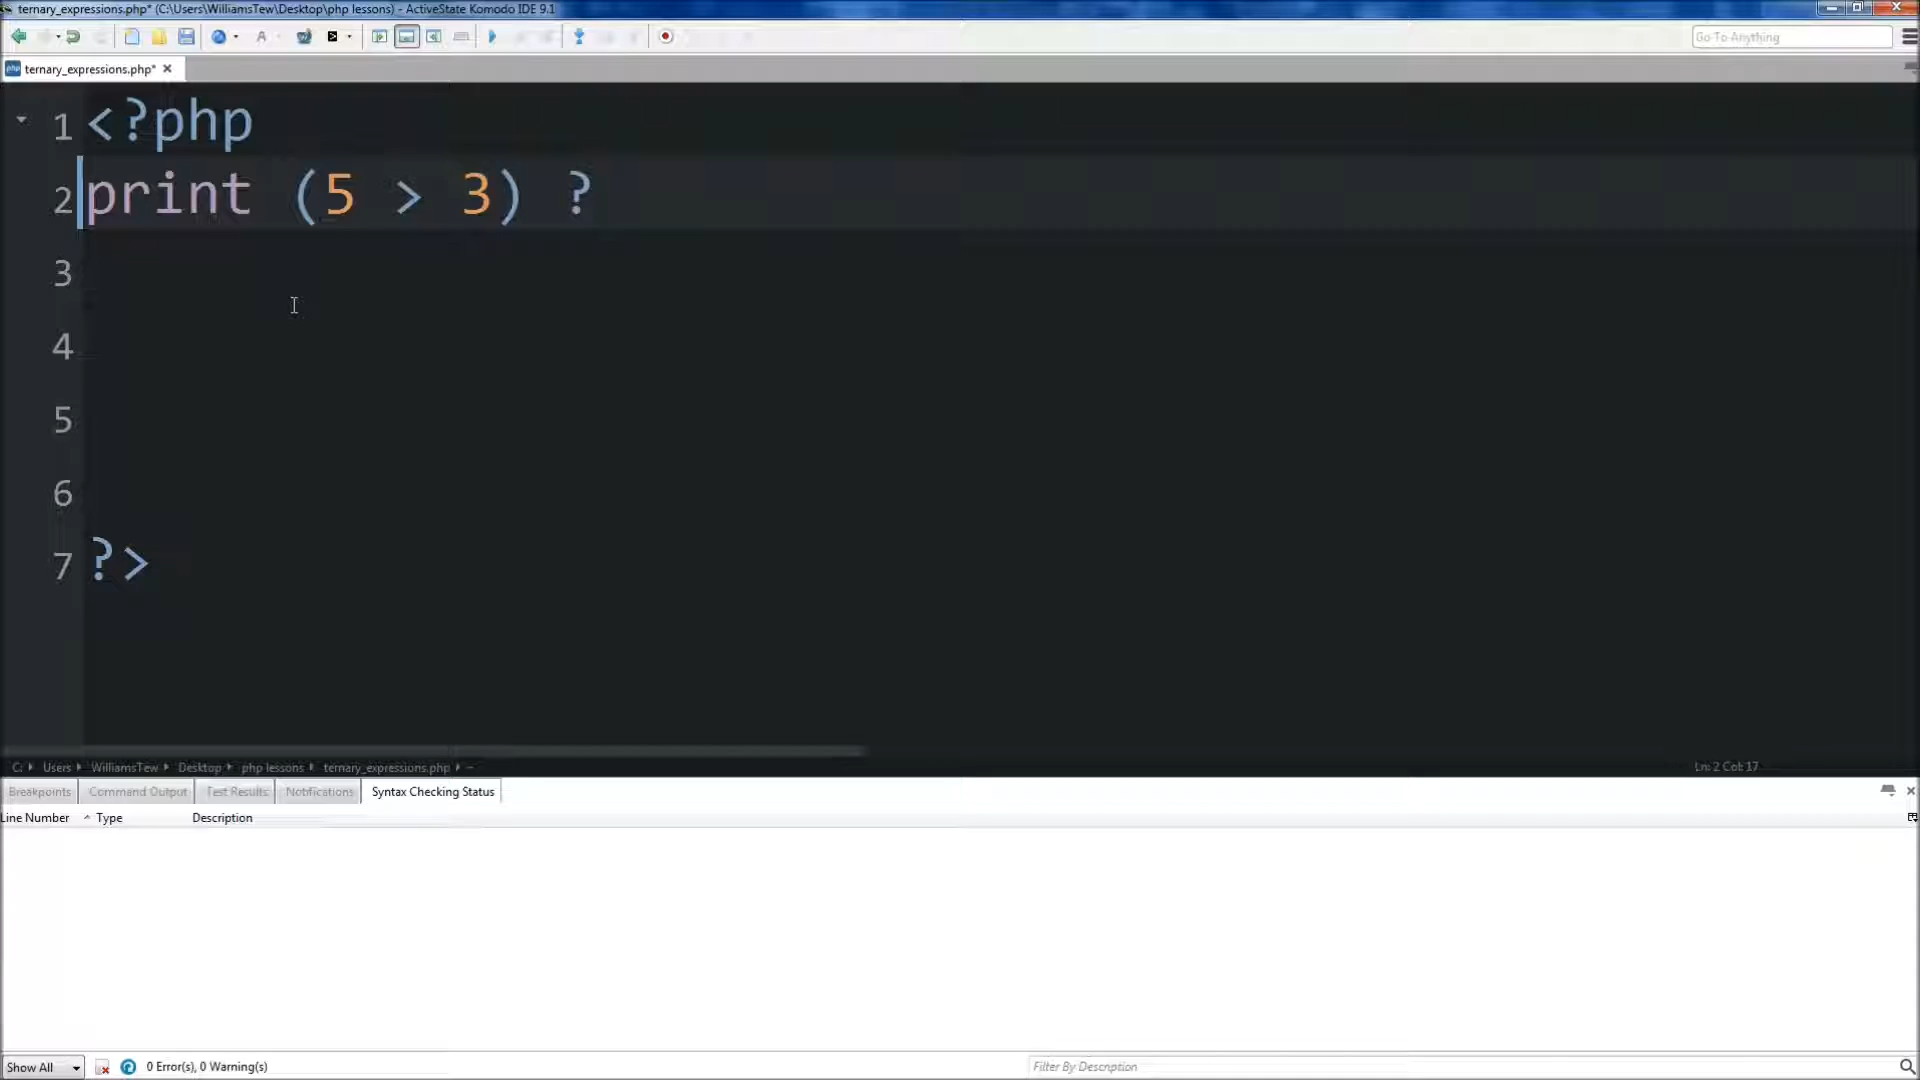 ternary_expressions.php* (C:\Users\WilliamsTew\Desktop\php lessons) - ActiveState Komodo IDE 9.1
Go To Anything
ternary_expressions.php*
1 <?php
2 print (5 > 3) ?
3
4
5
6
7 ?>
C: Users WilliamsTew Desktop php lessons ternary_expressions.php
Ln: 2 Col: 17
Breakpoints Command Output Test Results Notifications Syntax Checking Status
Line Number Type Description
Show All 0 Error(s), 0 Warning(s) Filter By Description